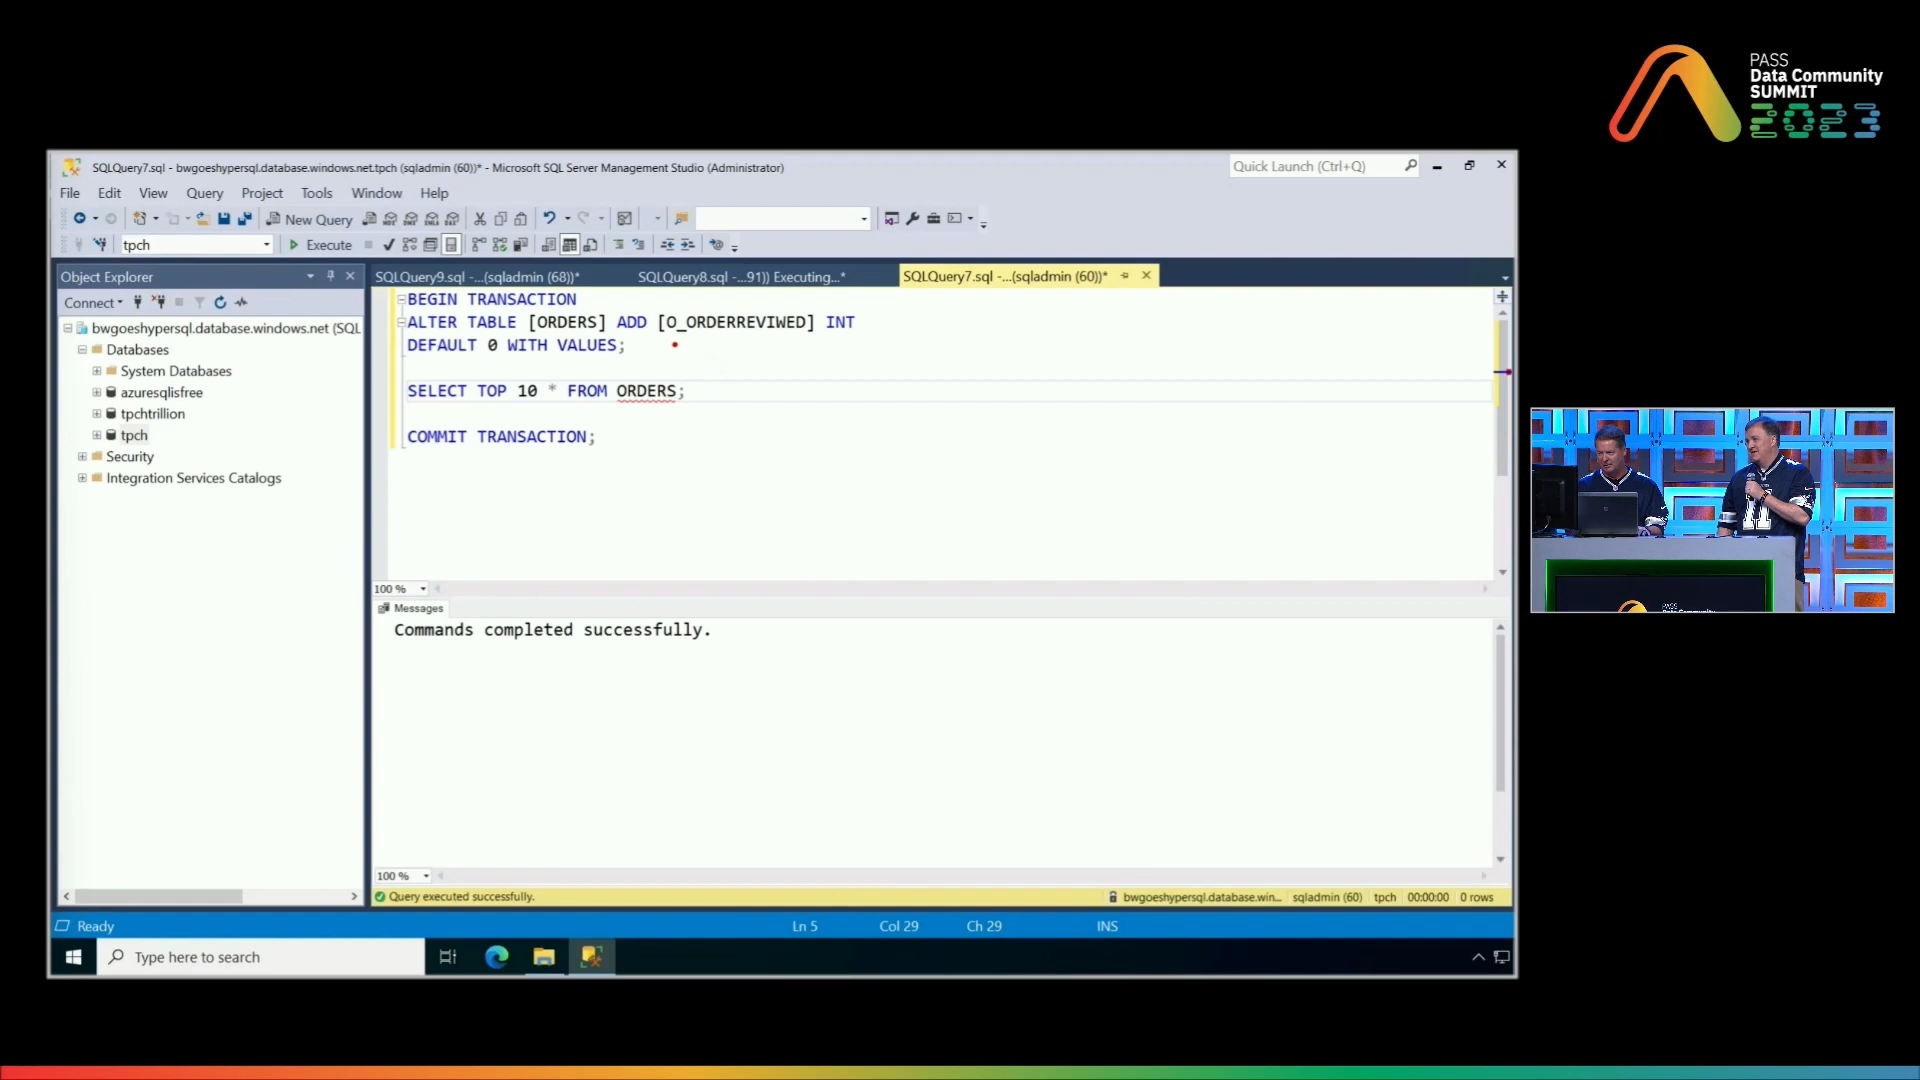 PASS
Data Community
SUMMIT
2023
SQLQuery7.sql - bwgoeshypersql.database.windows.net.tpch (sqladmin (60))* - Microsoft SQL Server Management Studio (Administrator)
Quick Launch (Ctrl+Q)
File Edit View Query Project Tools Window Help
New Query
tpch
Execute
Object Explorer
SQLQuery9.sql -...(sqladmin (68))*
SQLQuery8.sql -...91)) Executing...*
SQLQuery7.sql -...(sqladmin (60))*
Connect
bwgoeshypersql.database.windows.net (SQL
Databases
System Databases
azuresqlisfree
tpchtrillion
tpch
Security
Integration Services Catalogs
BEGIN TRANSACTION
ALTER TABLE [ORDERS] ADD [O_ORDERREVIWED] INT
DEFAULT 0 WITH VALUES;
SELECT TOP 10 * FROM ORDERS;
COMMIT TRANSACTION;
100 %
Messages
Commands completed successfully.
100 %
Query executed successfully.
bwgoeshypersql.database.win... sqladmin (60) tpch 00:00:00 0 rows
Ready
Ln 5 Col 29 Ch 29 INS
Type here to search
11